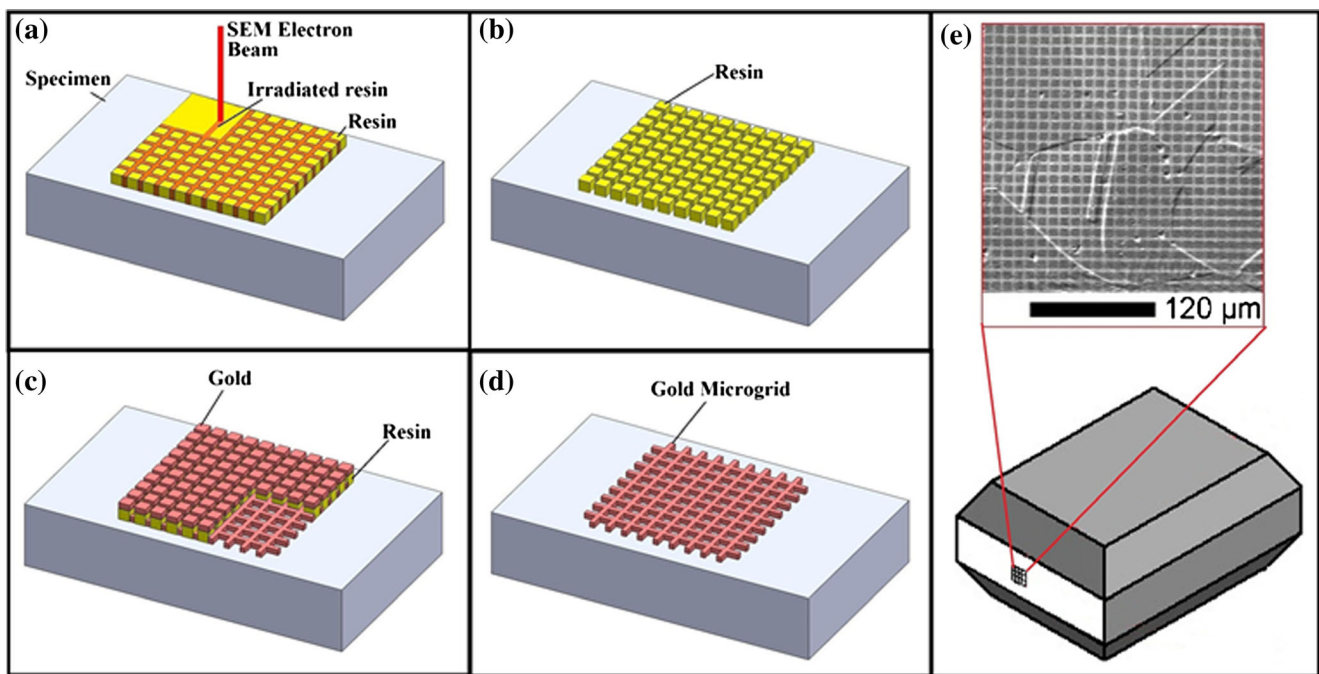 (a)
SEM Electron
Beam
Specimen
Irradiated resin
Resin
(b)
Resin
(c)
Gold
Resin
(d)
Gold Microgrid
(e)
120 µm